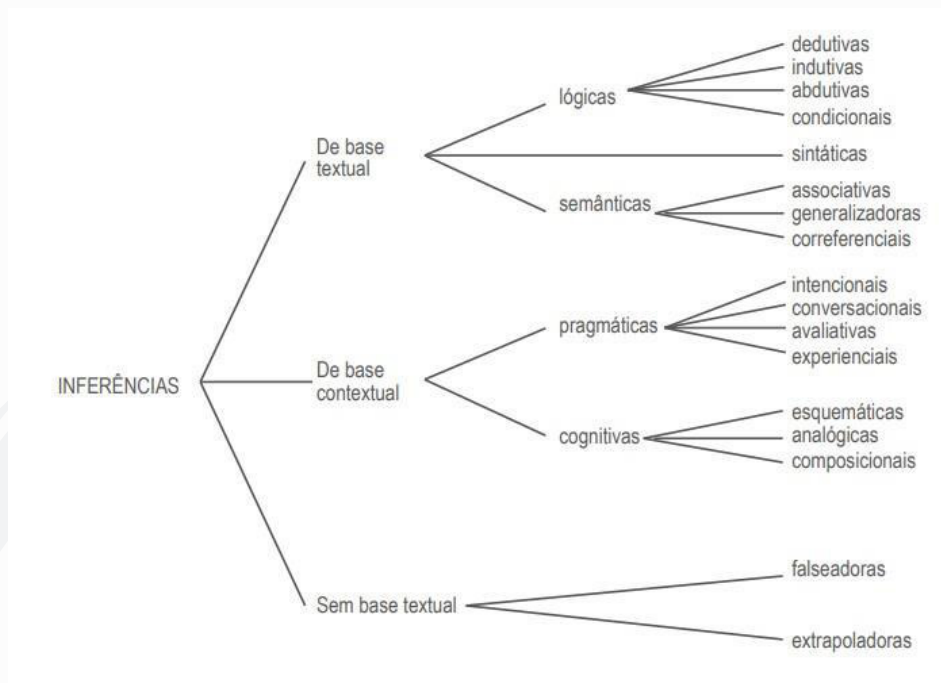 INFERÊNCIAS
De base
textual
lógicas
dedutivas
indutivas
abdutivas
condicionais
sintáticas
semânticas
associativas
generalizadoras
correferenciais
De base
contextual
pragmáticas
intencionais
conversacionais
avaliativas
experienciais
cognitivas
esquemáticas
analógicas
composicionais
Sem base textual
falseadoras
extrapoladoras